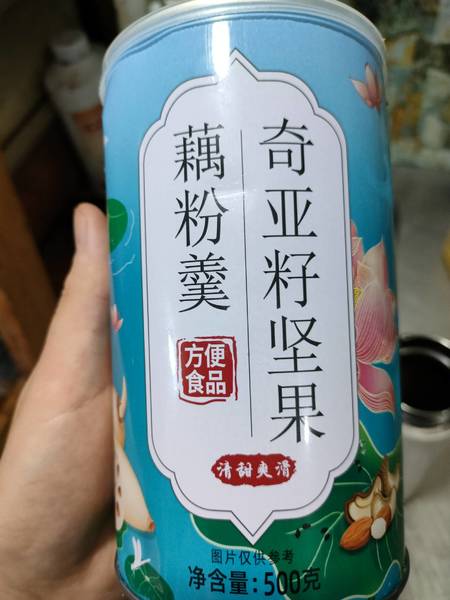 奇亚籽坚果
藕粉羹
方便
食品
清甜爽滑
图片仅供参考
净含量:500克